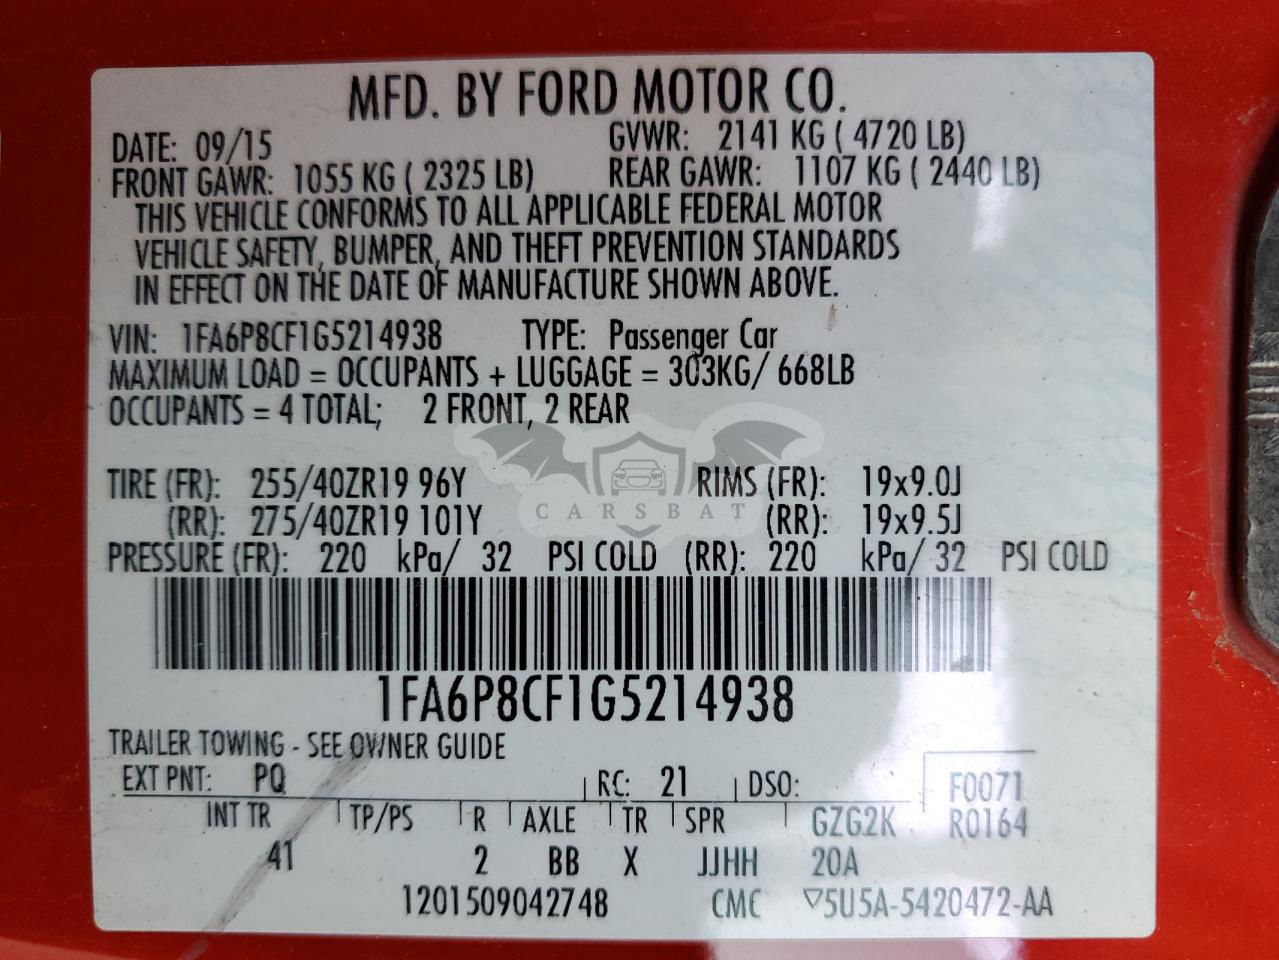 MFD. BY FORD MOTOR CO.
DATE: 09/15 GVWR: 2141 KG ( 4720 LB)
FRONT GAWR: 1055 KG ( 2325 LB) REAR GAWR: 1107 KG ( 2440 LB)
THIS VEHICLE CONFORMS TO ALL APPLICABLE FEDERAL MOTOR
VEHICLE SAFETY, BUMPER, AND THEFT PREVENTION STANDARDS
IN EFFECT ON THE DATE OF MANUFACTURE SHOWN ABOVE.
VIN: 1FA6P8CF1G5214938 TYPE: Passenger Car
MAXIMUM LOAD = OCCUPANTS + LUGGAGE = 303KG/ 668LB
OCCUPANTS = 4 TOTAL; 2 FRONT, 2 REAR
TIRE (FR): 255/40ZR19 96Y RIMS (FR): 19x9.0J
CARSBAT
(RR): 275/40ZR19 101Y (RR): 19x9.5J
PRESSURE (FR): 220 kPa/ 32 PSI COLD (RR): 220 kPa/ 32 PSI COLD
1FA6P8CF1G5214938
TRAILER TOWING - SEE OWNER GUIDE
EXT PNT: PQ RC: 21 DSO: F0071
INT TR TP/PS R AXLE TR SPR GZG2K R0164
41 2 BB X JJHH 20A
1201509042748 CMC ▽5U5A-5420472-AA